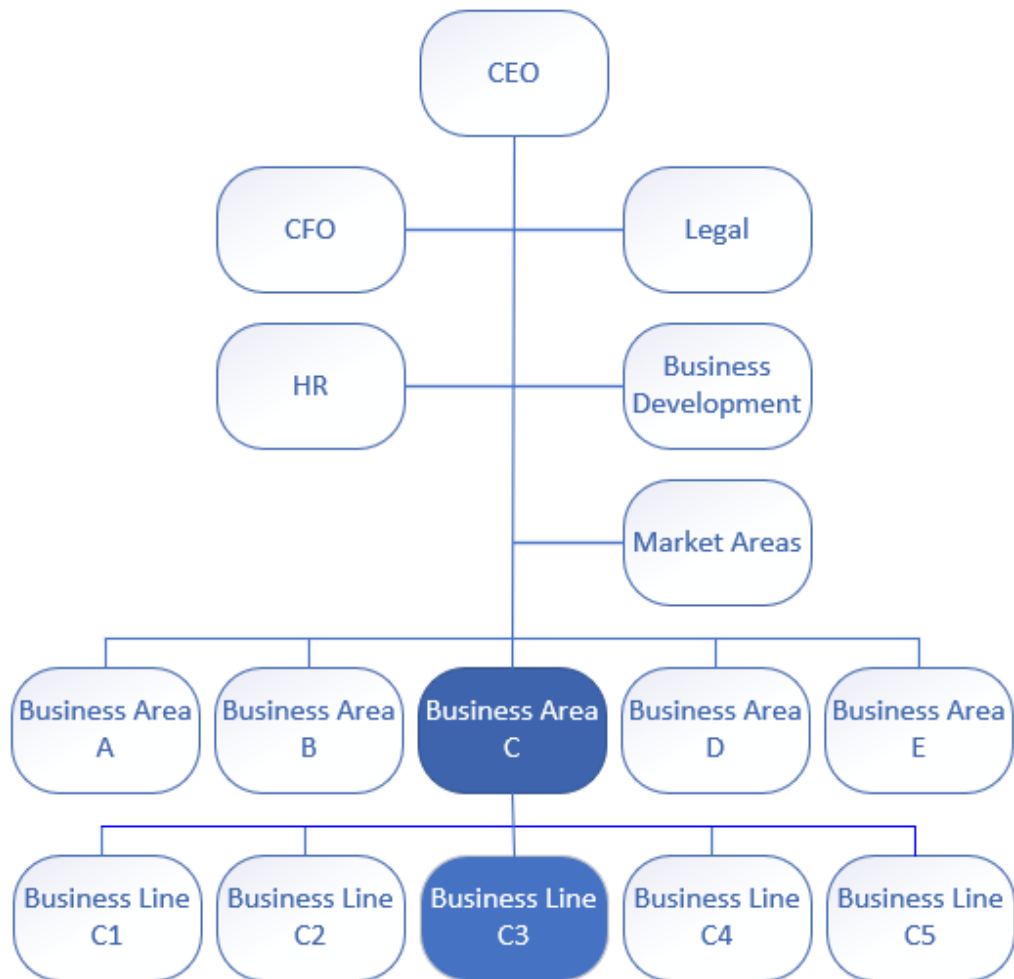 CEO
CFO
Legal
HR
Business
Development
Market Areas
Business Area
A
Business Area
B
Business Area
C
Business Area
D
Business Area
E
Business Line
C1
Business Line
C2
Business Line
C3
Business Line
C4
Business Line
C5